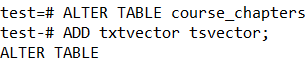 test=# ALTER TABLE course_chapters
test-# ADD txtvector tsvector;
ALTER TABLE